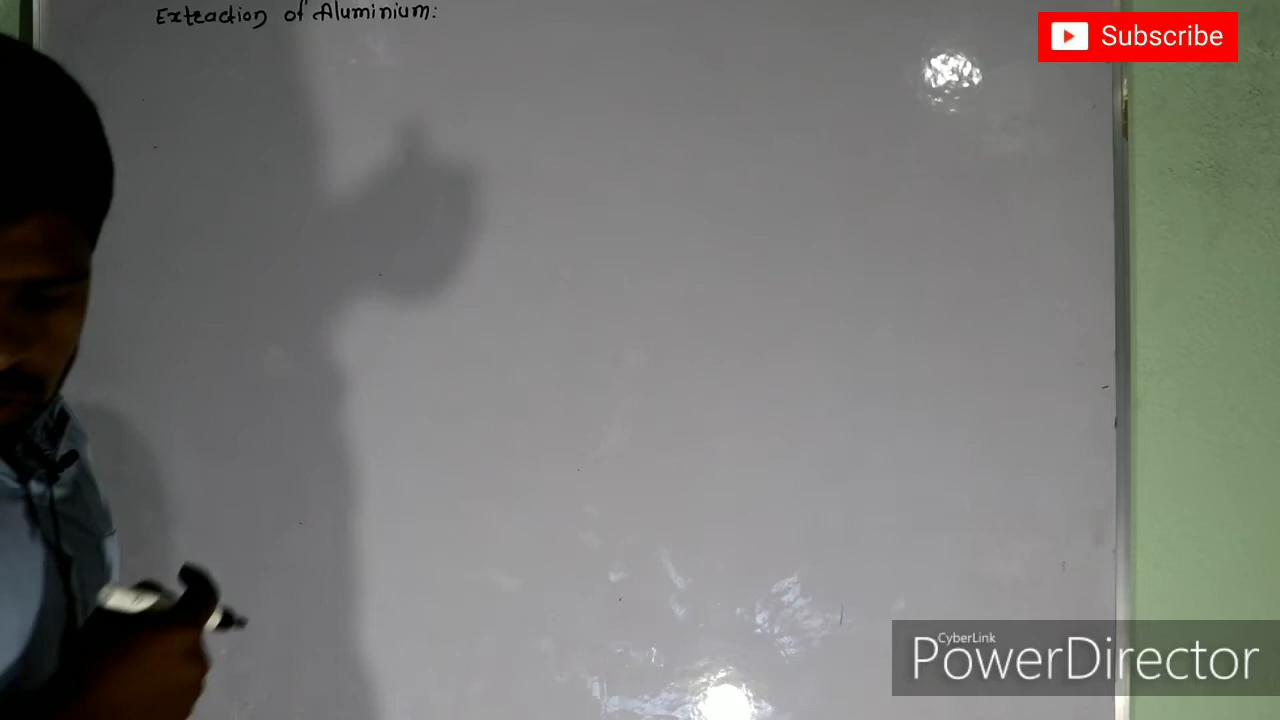 Extraction of Aluminium:
Subscribe
CyberLink
PowerDirector